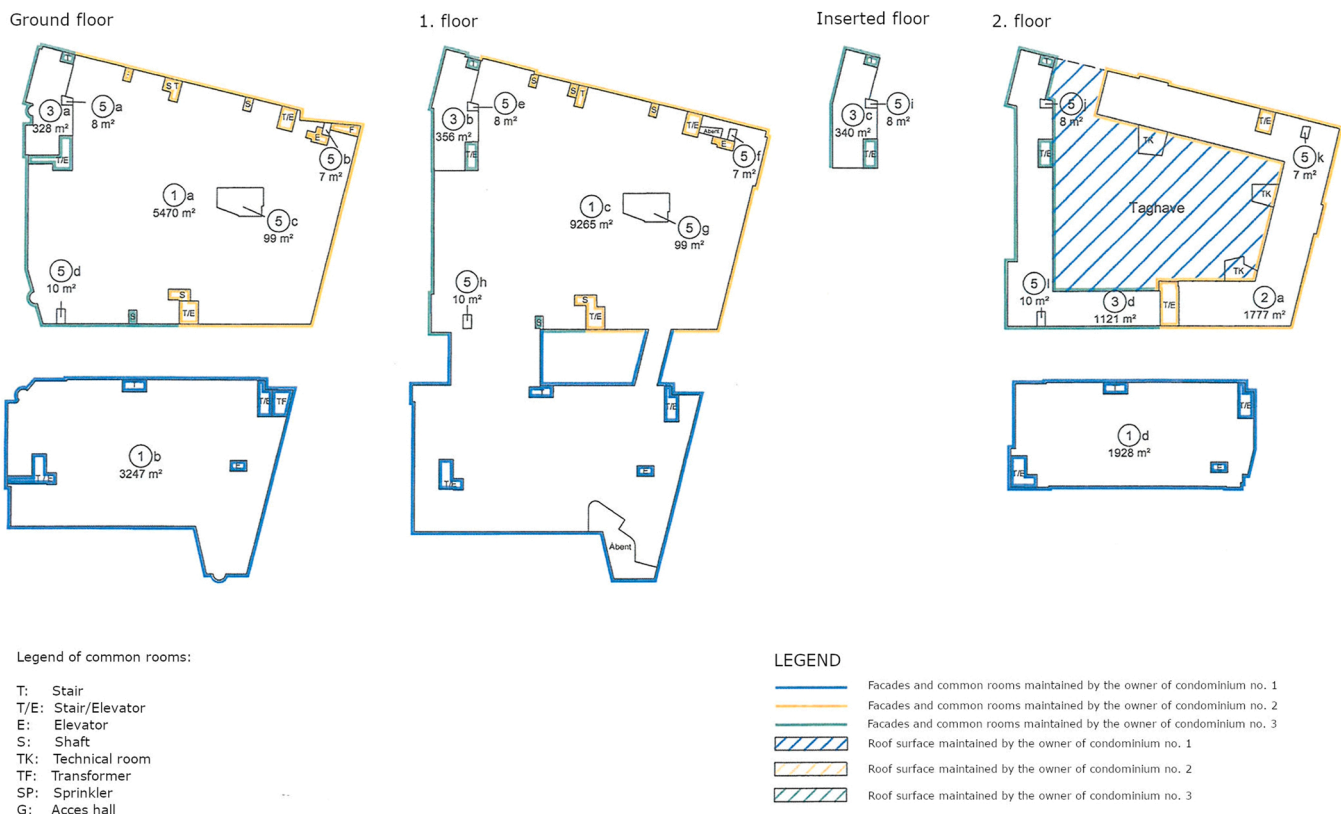 Ground floor
1. floor
Inserted floor
2. floor
T
3 a
328 m²
5 a
8 m²
S T
S
T/E
E
F
5 b
7 m²
T/E
1 a
5470 m²
5 c
99 m²
5 d
10 m²
S
S
T/E
T
T/E
TF
1 b
3247 m²
T/E
E
T
3 b
356 m²
5 e
8 m²
S
S T
S
T/E
Abent
E
5 f
7 m²
T/E
1 c
9265 m²
5 g
99 m²
5 h
10 m²
S
S
T/E
T
T/E
T/E
E
Abent
T
3 c
340 m²
5 i
8 m²
T/E
T
5 j
8 m²
T/E
TK
T/E
5 k
7 m²
TK
Taghave
TK
5 l
10 m²
3 d
1121 m²
T/E
2 a
1777 m²
T
T/E
1 d
1928 m²
T/E
E
Legend of common rooms:
T: Stair
T/E: Stair/Elevator
E: Elevator
S: Shaft
TK: Technical room
TF: Transformer
SP: Sprinkler
G: Acces hall
LEGEND
Facades and common rooms maintained by the owner of condominium no. 1
Facades and common rooms maintained by the owner of condominium no. 2
Facades and common rooms maintained by the owner of condominium no. 3
Roof surface maintained by the owner of condominium no. 1
Roof surface maintained by the owner of condominium no. 2
Roof surface maintained by the owner of condominium no. 3